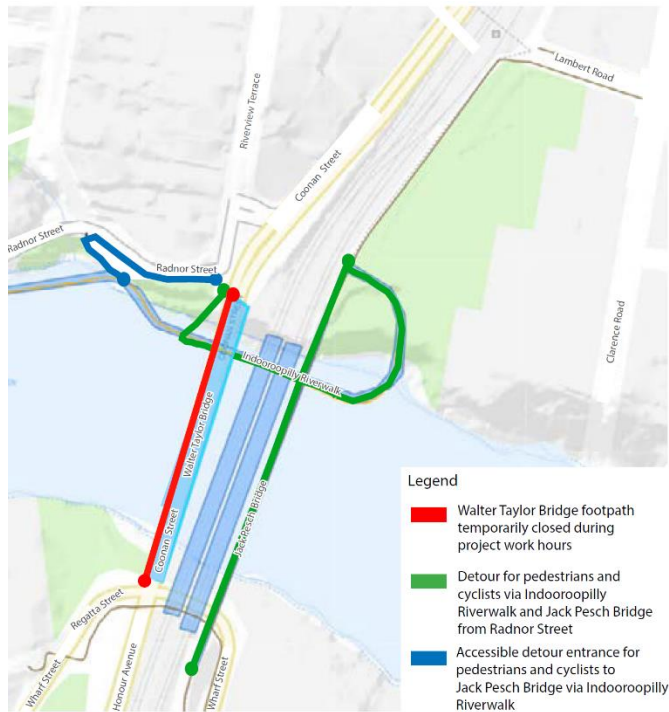 Lambert Road
Riverview Terrace
Coonan Street
Radnor Street
Radnor Street
Clarence Road
Indooroopilly Riverwalk
Walter Taylor Bridge
Jack Pesch Bridge
Coonan Street
Regatta Street
Wharf Street
Honour Avenue
Wharf Street
Legend
Walter Taylor Bridge footpath
temporarily closed during
project work hours
Detour for pedestrians and
cyclists via Indooroopilly
Riverwalk and Jack Pesch Bridge
from Radnor Street
Accessible detour entrance for
pedestrians and cyclists to
Jack Pesch Bridge via Indooroopilly
Riverwalk